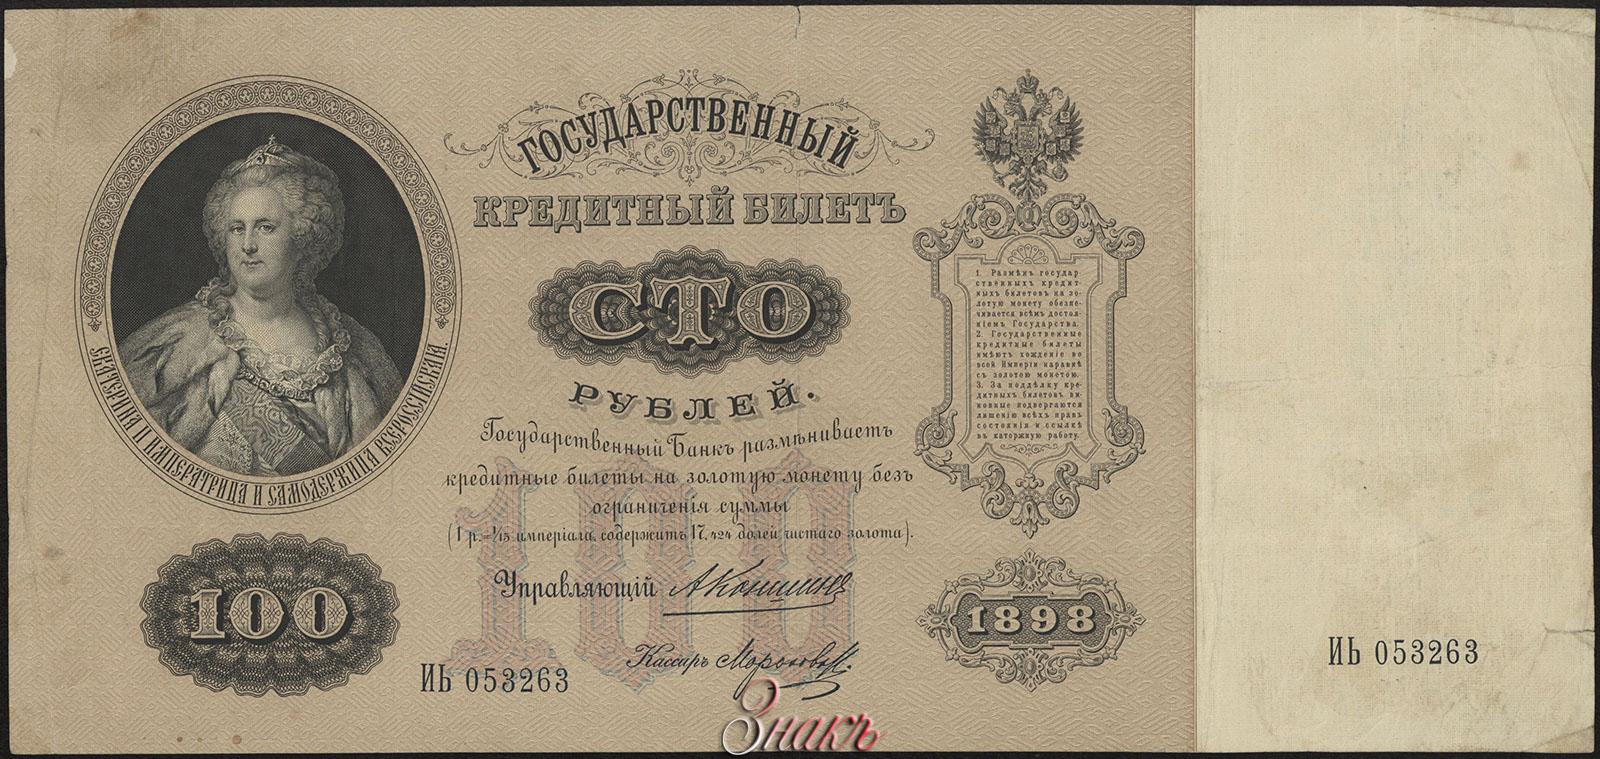 ГОСУДАРСТВЕННЫЙ
КРЕДИТНЫЙ БИЛЕТЪ
СТО
РУБЛЕЙ.
Государственный Банкъ размѣниваетъ
кредитные билеты на золотую монету безъ
ограниченія суммы
(1 р.=1/15 имперіала, содержитъ 17,424 долей чистаго золота).
Управляющій АКоншинъ
Кассиръ
ИЬ 053263
100
ЕКАТЕРИНА II ИМПЕРАТРИЦА И САМОДЕРЖИЦА ВСЕРОССІЙСКАЯ.
100
1. Размѣнъ государ-
ственныхъ кредит-
ныхъ билетовъ на зо-
лотую монету обезпе-
чивается всѣмъ достоя-
ніемъ Государства.
2. Государственные
кредитные билеты
имѣютъ хожденіе во
всей Имперіи наравнѣ
съ золотою монетою.
3. За поддѣлку кре-
дитныхъ билетовъ ви-
новные подвергаются
лишенію всѣхъ правъ
состоянія и ссылкѣ
въ каторжную работу.
1898
ИЬ 053263
Знакъ